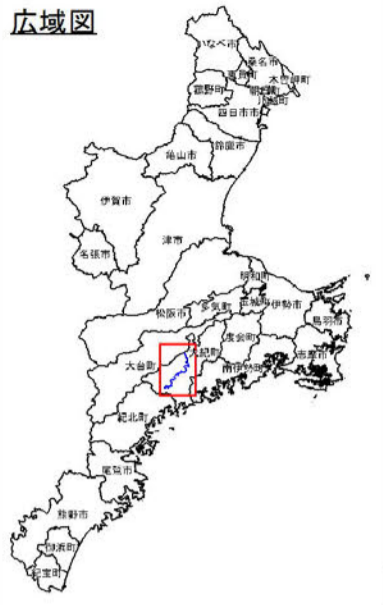 広域図
いなべ市
桑名市
東員町
木曽岬町
菰野町
朝日町
川越町
四日市市
鈴鹿市
亀山市
伊賀市
津市
名張市
明和町
松阪市
多気町
玉城町
伊勢市
鳥羽市
度会町
志摩市
大台町
大紀町
南伊勢町
紀北町
尾鷲市
熊野市
御浜町
紀宝町